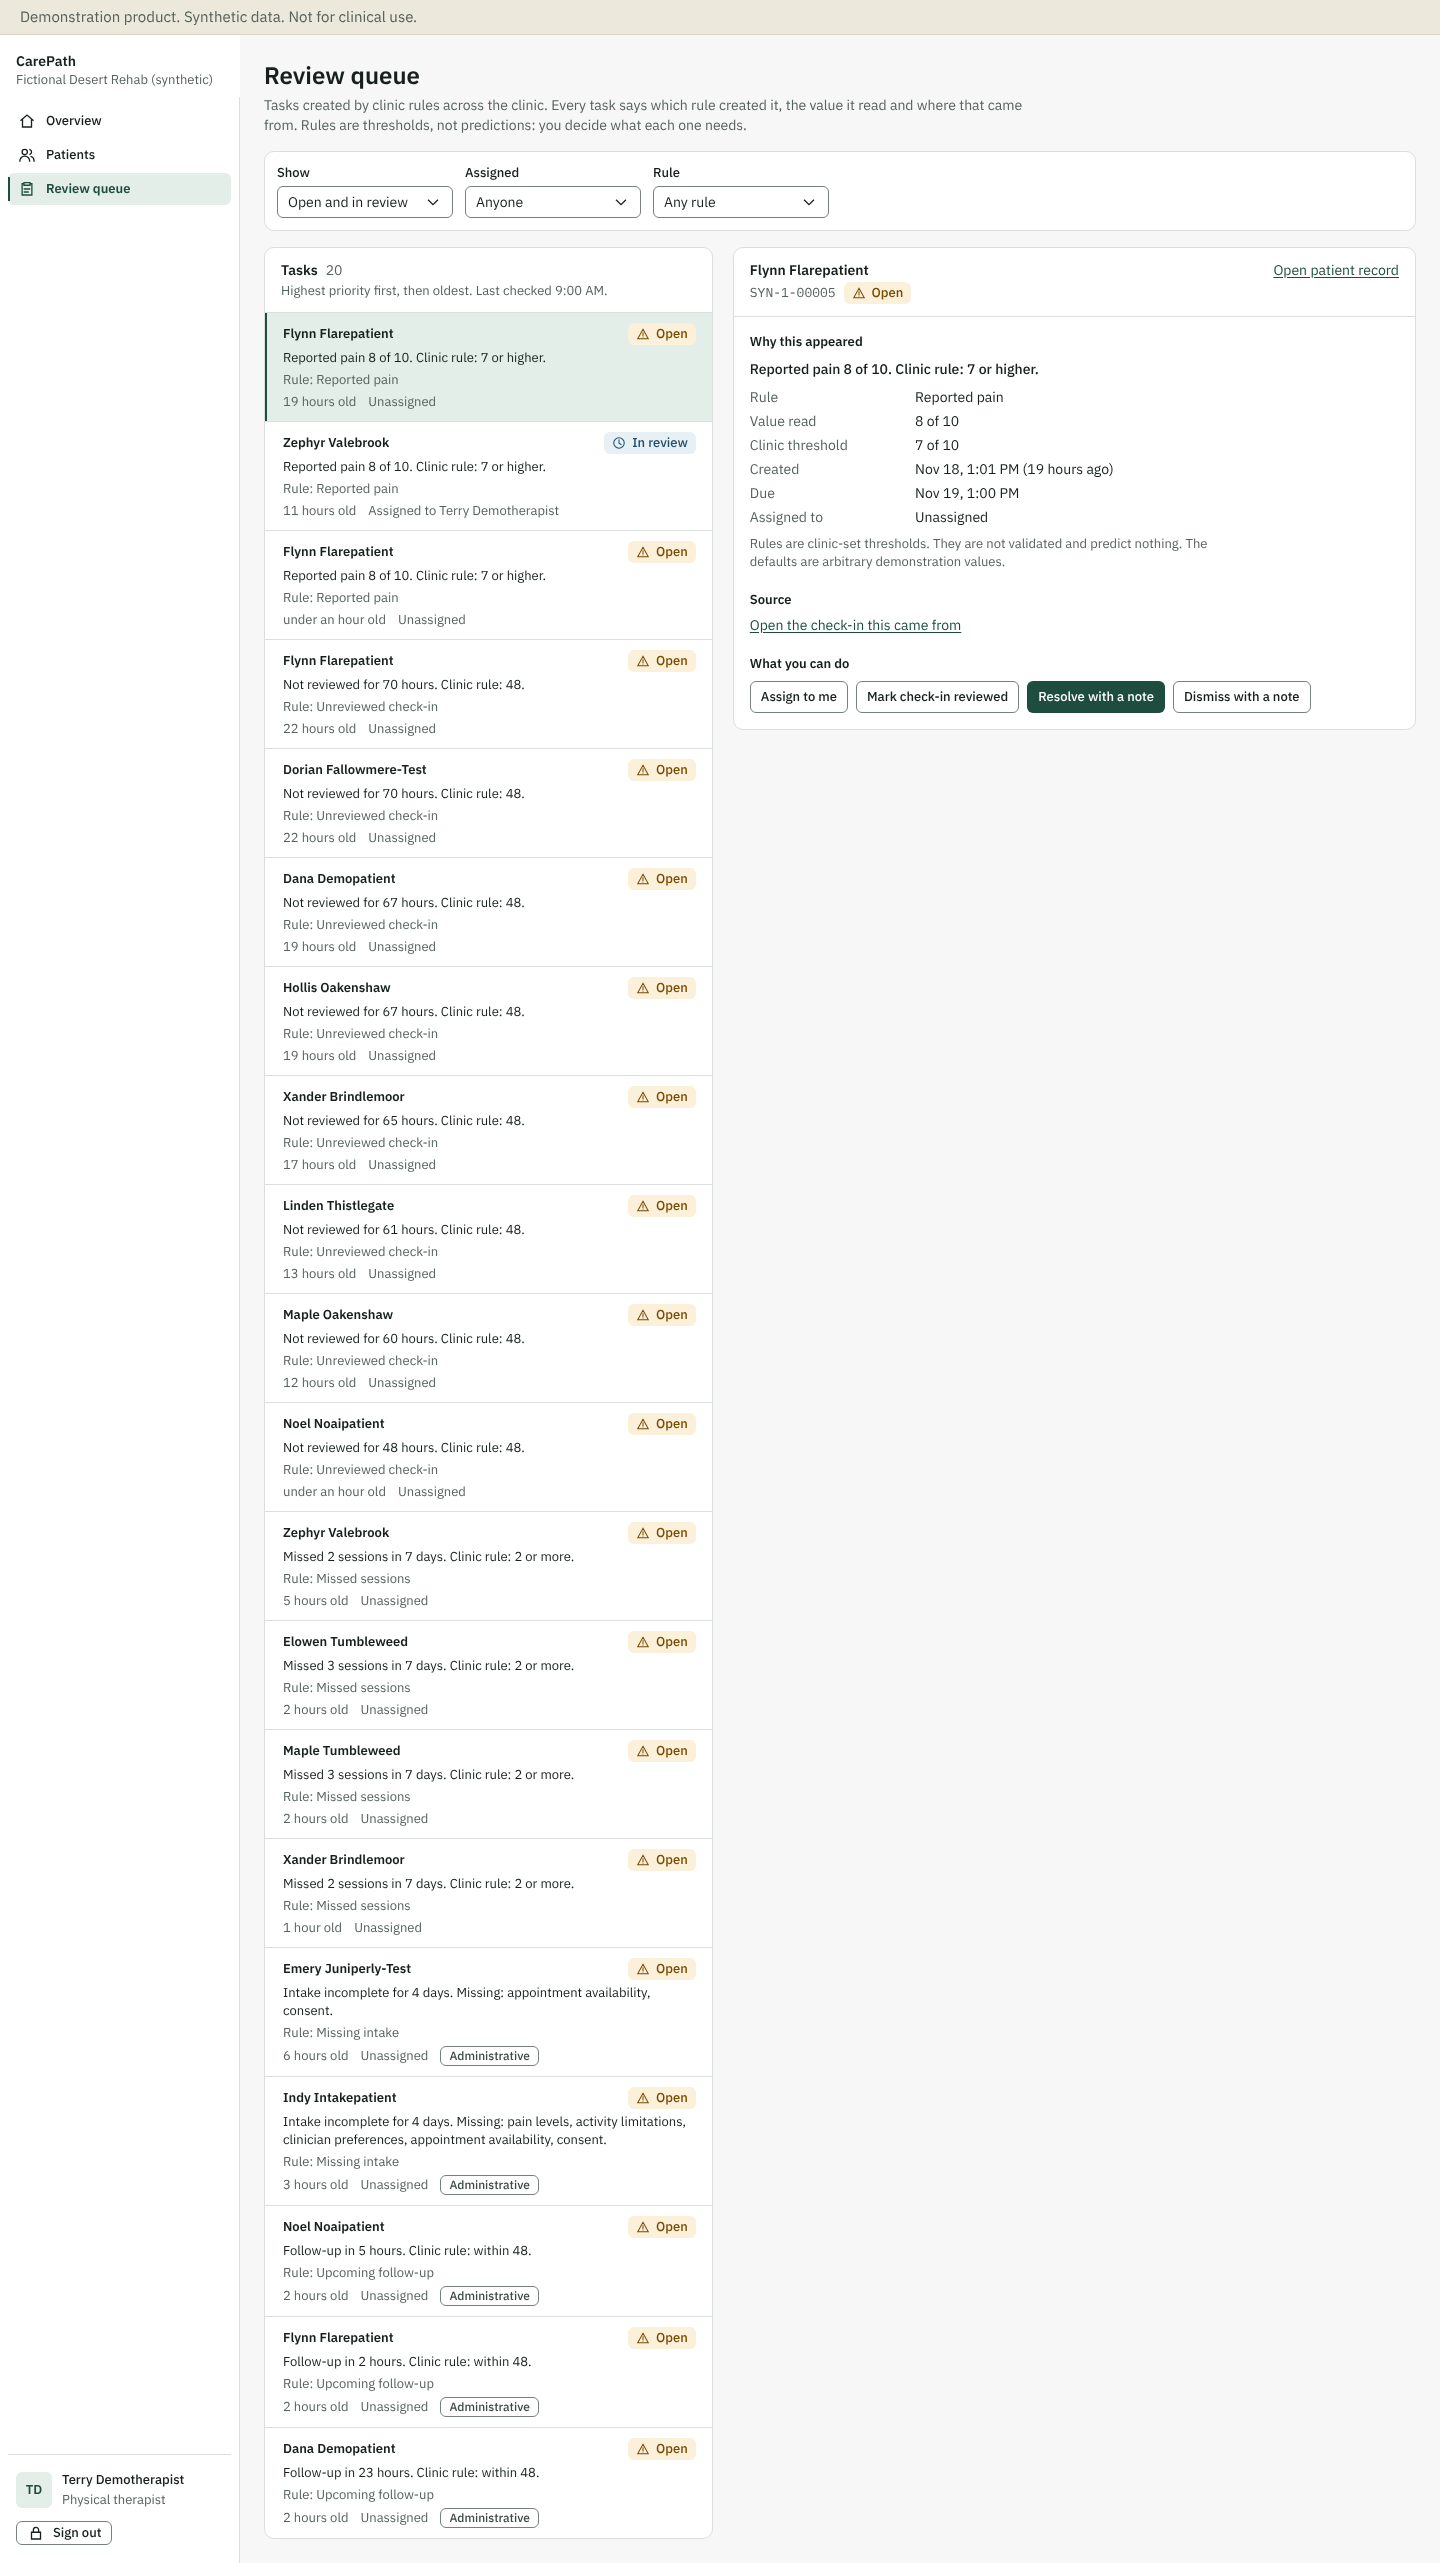 Demonstration product. Synthetic data. Not for clinical use.
CarePath
Fictional Desert Rehab (synthetic)
Overview
Patients
Review queue
Review queue
Tasks created by clinic rules across the clinic. Every task says which rule created it, the value it read and where that came
from. Rules are thresholds, not predictions: you decide what each one needs.
Show
Assigned
Rule
Open and in review
Anyone
Any rule
Tasks 20
Highest priority first, then oldest. Last checked 9:00 AM.
Flynn Flarepatient
Open
Reported pain 8 of 10. Clinic rule: 7 or higher.
Rule: Reported pain
19 hours old Unassigned
Zephyr Valebrook
In review
Reported pain 8 of 10. Clinic rule: 7 or higher.
Rule: Reported pain
11 hours old Assigned to Terry Demotherapist
Flynn Flarepatient
Open
Reported pain 8 of 10. Clinic rule: 7 or higher.
Rule: Reported pain
under an hour old Unassigned
Flynn Flarepatient
Open
Not reviewed for 70 hours. Clinic rule: 48.
Rule: Unreviewed check-in
22 hours old Unassigned
Dorian Fallowmere-Test
Open
Not reviewed for 70 hours. Clinic rule: 48.
Rule: Unreviewed check-in
22 hours old Unassigned
Dana Demopatient
Open
Not reviewed for 67 hours. Clinic rule: 48.
Rule: Unreviewed check-in
19 hours old Unassigned
Hollis Oakenshaw
Open
Not reviewed for 67 hours. Clinic rule: 48.
Rule: Unreviewed check-in
19 hours old Unassigned
Xander Brindlemoor
Open
Not reviewed for 65 hours. Clinic rule: 48.
Rule: Unreviewed check-in
17 hours old Unassigned
Linden Thistlegate
Open
Not reviewed for 61 hours. Clinic rule: 48.
Rule: Unreviewed check-in
13 hours old Unassigned
Maple Oakenshaw
Open
Not reviewed for 60 hours. Clinic rule: 48.
Rule: Unreviewed check-in
12 hours old Unassigned
Noel Noaipatient
Open
Not reviewed for 48 hours. Clinic rule: 48.
Rule: Unreviewed check-in
under an hour old Unassigned
Zephyr Valebrook
Open
Missed 2 sessions in 7 days. Clinic rule: 2 or more.
Rule: Missed sessions
5 hours old Unassigned
Elowen Tumbleweed
Open
Missed 3 sessions in 7 days. Clinic rule: 2 or more.
Rule: Missed sessions
2 hours old Unassigned
Maple Tumbleweed
Open
Missed 3 sessions in 7 days. Clinic rule: 2 or more.
Rule: Missed sessions
2 hours old Unassigned
Xander Brindlemoor
Open
Missed 2 sessions in 7 days. Clinic rule: 2 or more.
Rule: Missed sessions
1 hour old Unassigned
Emery Juniperly-Test
Open
Intake incomplete for 4 days. Missing: appointment availability,
consent.
Rule: Missing intake
6 hours old Unassigned Administrative
Indy Intakepatient
Open
Intake incomplete for 4 days. Missing: pain levels, activity limitations,
clinician preferences, appointment availability, consent.
Rule: Missing intake
3 hours old Unassigned Administrative
Noel Noaipatient
Open
Follow-up in 5 hours. Clinic rule: within 48.
Rule: Upcoming follow-up
2 hours old Unassigned Administrative
Flynn Flarepatient
Open
Follow-up in 2 hours. Clinic rule: within 48.
Rule: Upcoming follow-up
2 hours old Unassigned Administrative
Dana Demopatient
Open
Follow-up in 23 hours. Clinic rule: within 48.
Rule: Upcoming follow-up
2 hours old Unassigned Administrative
Flynn Flarepatient
Open patient record
SYN-1-00005 Open
Why this appeared
Reported pain 8 of 10. Clinic rule: 7 or higher.
Rule Reported pain
Value read 8 of 10
Clinic threshold 7 of 10
Created Nov 18, 1:01 PM (19 hours ago)
Due Nov 19, 1:00 PM
Assigned to Unassigned
Rules are clinic-set thresholds. They are not validated and predict nothing. The
defaults are arbitrary demonstration values.
Source
Open the check-in this came from
What you can do
Assign to me
Mark check-in reviewed
Resolve with a note
Dismiss with a note
TD
Terry Demotherapist
Physical therapist
Sign out